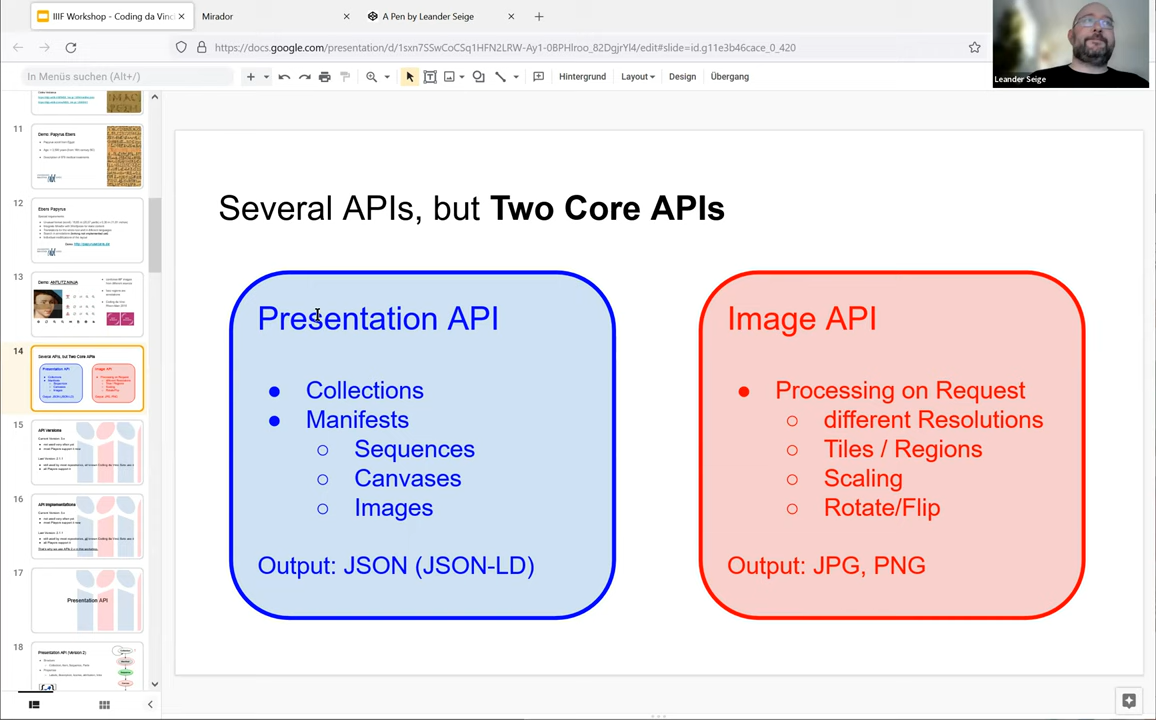 IIIF Workshop - Coding da Vinc
Mirador
A Pen by Leander Seige
https://docs.google.com/presentation/d/1sxn7SSwCoCSq1HFN2LRW-Ay1-0BPHlroo_82DgjrYl4/edit#slide=id.g11e3b46cace_0_420
Leander Seige
In Menüs suchen (Alt+/)
Hintergrund
Layout
Design
Übergang
11
Demo: Papyrus Ebers
12
Ebers Papyrus
13
Demo: ANTLITZ.NINJA
14
Several APIs, but Two Core APIs
15
API Versions
16
API Implementations
17
Presentation API
18
Presentation API (Version 2)
Several APIs, but Two Core APIs
Presentation API
Collections
Manifests
Sequences
Canvases
Images
Output: JSON (JSON-LD)
Image API
Processing on Request
different Resolutions
Tiles / Regions
Scaling
Rotate/Flip
Output: JPG, PNG